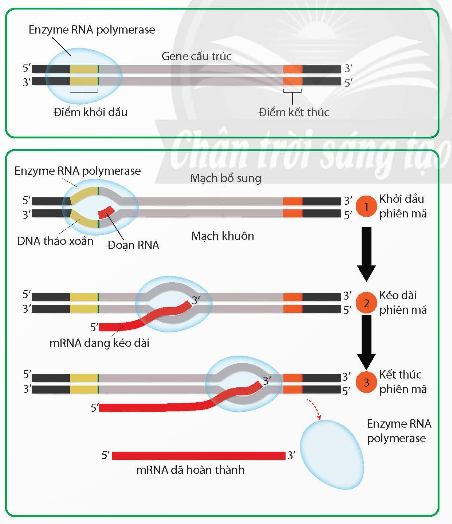 Enzyme RNA polymerase
Gene cấu trúc
5′ 3′
3′ 5′
Điểm khởi đầu Điểm kết thúc
Chân trời sáng tạo
Enzyme RNA polymerase
Mạch bổ sung
5′ 3′
3′ 5′
1 Khởi đầu
phiên mã
DNA tháo xoắn
Đoạn RNA
Mạch khuôn
3′
5′ 3′
3′ 5′
2 Kéo dài
phiên mã
5′
mRNA đang kéo dài
3′
5′ 3′
3′ 5′
3 Kết thúc
phiên mã
5′
Enzyme RNA
polymerase
5′ 3′
mRNA đã hoàn thành